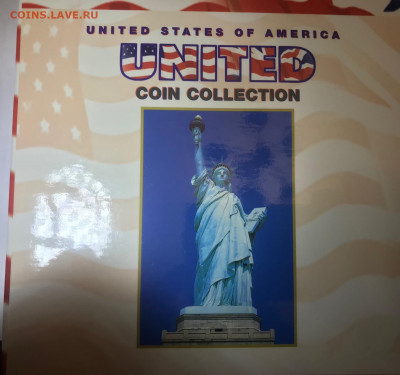 COINS.LAVE.RU
UNITED STATES OF AMERICA
UNITED
COIN COLLECTION